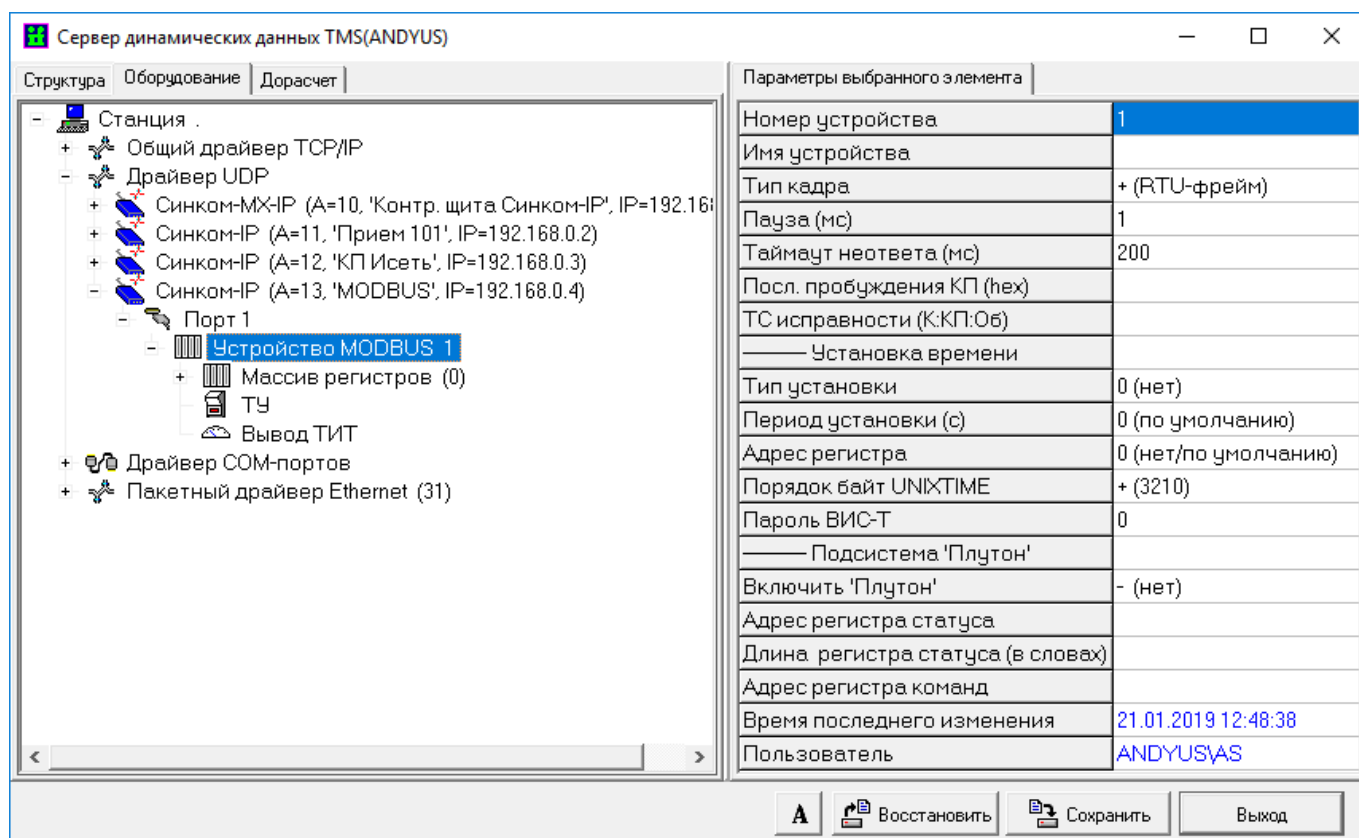 Сервер динамических данных TMS(ANDYUS)
Структура Оборудование Дорасчет
Станция .
Общий драйвер TCP/IP
Драйвер UDP
Синком-MX-IP (A=10, 'Контр. щита Синком-IP', IP=192.16
Синком-IP (A=11, 'Прием 101', IP=192.168.0.2)
Синком-IP (A=12, 'КП Исеть', IP=192.168.0.3)
Синком-IP (A=13, 'MODBUS', IP=192.168.0.4)
Порт 1
Устройство MODBUS 1
Массив регистров (0)
ТУ
Вывод ТИТ
Драйвер COM-портов
Пакетный драйвер Ethernet (31)
Параметры выбранного элемента
Номер устройства 1
Имя устройства
Тип кадра + (RTU-фрейм)
Пауза (мс) 1
Таймаут неответа (мс) 200
Посл. пробуждения КП (hex)
ТС исправности (К:КП:Об)
——— Установка времени
Тип установки 0 (нет)
Период установки (с) 0 (по умолчанию)
Адрес регистра 0 (нет/по умолчанию)
Порядок байт UNIXTIME + (3210)
Пароль ВИС-Т 0
——— Подсистема 'Плутон'
Включить 'Плутон' - (нет)
Адрес регистра статуса
Длина регистра статуса (в словах)
Адрес регистра команд
Время последнего изменения 21.01.2019 12:48:38
Пользователь ANDYUS\AS
A Восстановить Сохранить Выход